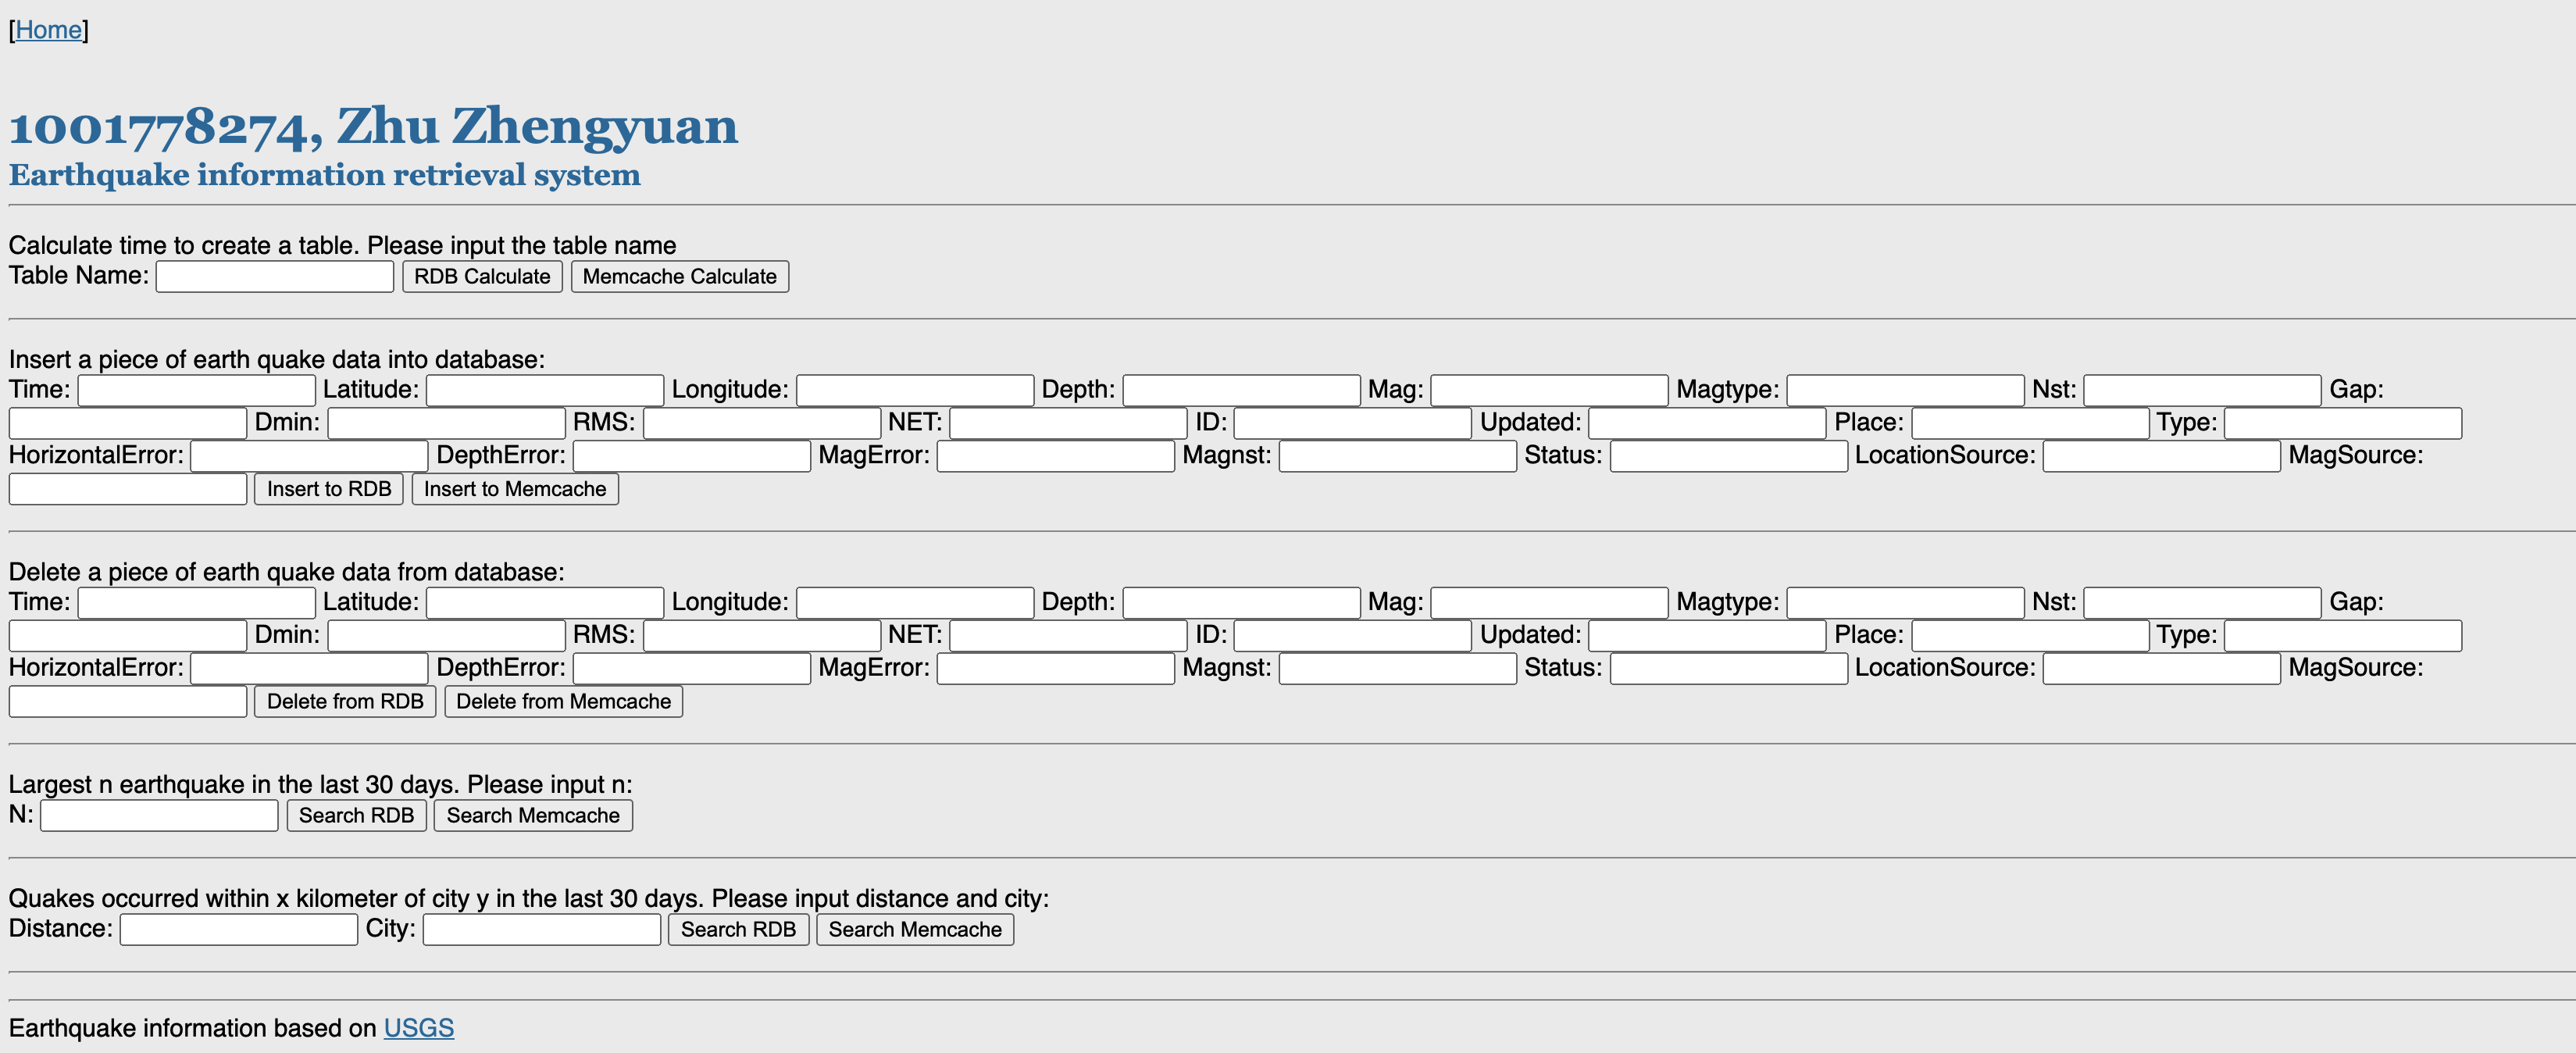 [Home]
1001778274, Zhu Zhengyuan
Earthquake information retrieval system
Calculate time to create a table. Please input the table name
Table Name: RDB Calculate Memcache Calculate
Insert a piece of earth quake data into database:
Time: Latitude: Longitude: Depth: Mag: Magtype: Nst: Gap:
Dmin: RMS: NET: ID: Updated: Place: Type:
HorizontalError: DepthError: MagError: Magnst: Status: LocationSource: MagSource:
Insert to RDB Insert to Memcache
Delete a piece of earth quake data from database:
Time: Latitude: Longitude: Depth: Mag: Magtype: Nst: Gap:
Dmin: RMS: NET: ID: Updated: Place: Type:
HorizontalError: DepthError: MagError: Magnst: Status: LocationSource: MagSource:
Delete from RDB Delete from Memcache
Largest n earthquake in the last 30 days. Please input n:
N: Search RDB Search Memcache
Quakes occurred within x kilometer of city y in the last 30 days. Please input distance and city:
Distance: City: Search RDB Search Memcache
Earthquake information based on USGS